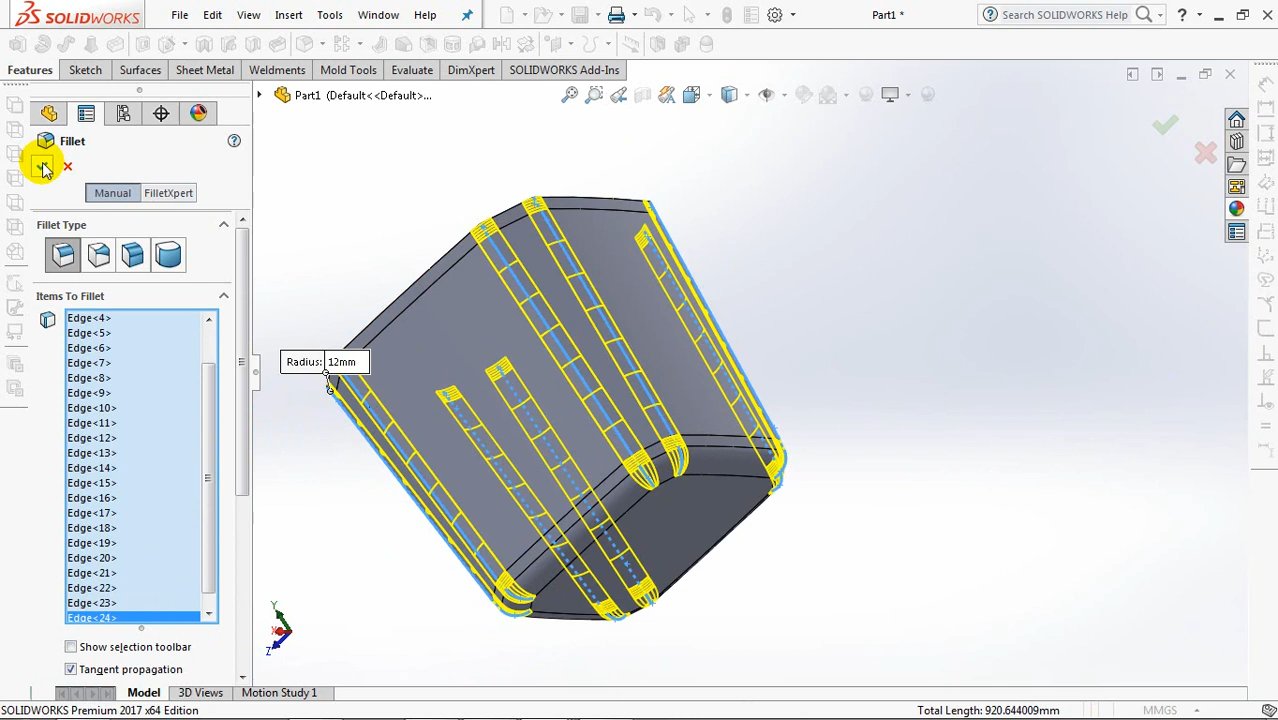 SOLIDWORKS
File Edit View Insert Tools Window Help
Part1 *
Search SOLIDWORKS Help
?
Features Sketch Surfaces Sheet Metal Weldments Mold Tools Evaluate DimXpert SOLIDWORKS Add-Ins
Part1 (Default<<Default>...
Fillet
?
Manual FilletXpert
Fillet Type
Items To Fillet
Edge<4>
Edge<5>
Edge<6>
Edge<7>
Edge<8>
Edge<9>
Edge<10>
Edge<11>
Edge<12>
Edge<13>
Edge<14>
Edge<15>
Edge<16>
Edge<17>
Edge<18>
Edge<19>
Edge<20>
Edge<21>
Edge<22>
Edge<23>
Edge<24>
Show selection toolbar
Tangent propagation
Radius: 12mm
Y
X
Z
Model 3D Views Motion Study 1
SOLIDWORKS Premium 2017 x64 Edition
Total Length: 920.644009mm
MMGS